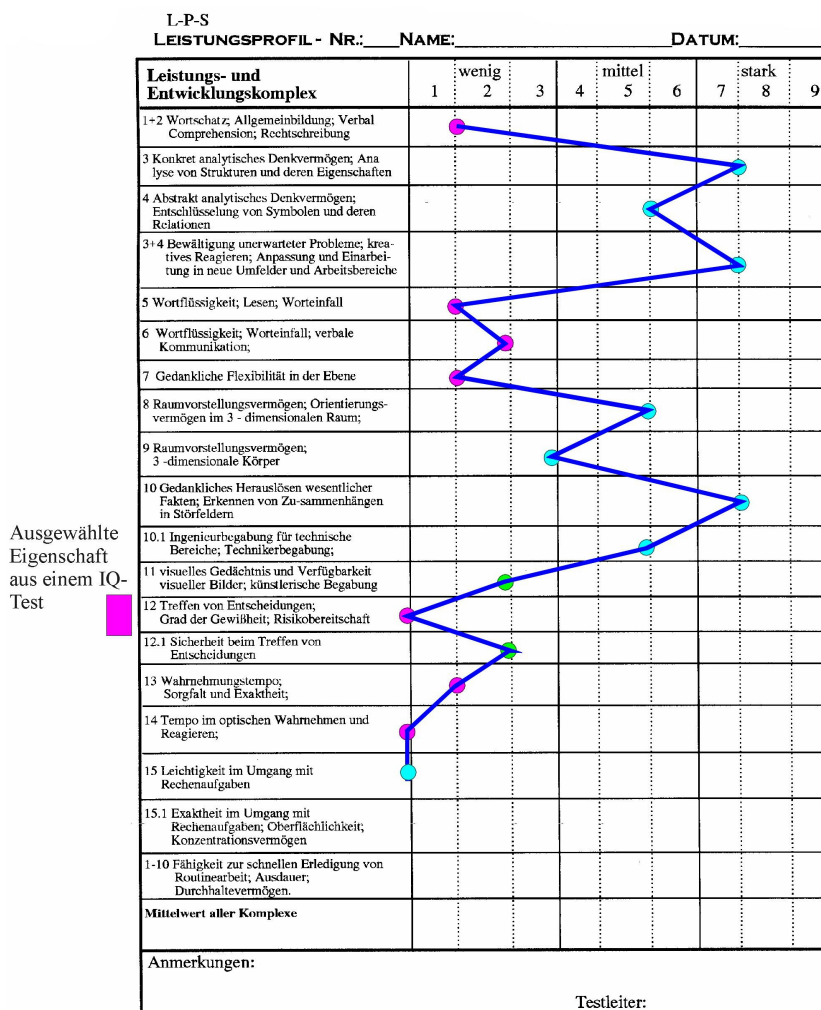 L-P-S
LEISTUNGSPROFIL - NR.:____NAME:____________________DATUM:________
Leistungs- und
Entwicklungskomplex
wenig mittel stark
1 2 3 4 5 6 7 8 9
1+2 Wortschatz; Allgemeinbildung; Verbal
Comprehension; Rechtschreibung
3 Konkret analytisches Denkvermögen; Ana
lyse von Strukturen und deren Eigenschaften
4 Abstrakt analytisches Denkvermögen;
Entschlüsselung von Symbolen und deren
Relationen
3+4 Bewältigung unerwarteter Probleme; krea-
tives Reagieren; Anpassung und Einarbei-
tung in neue Umfelder und Arbeitsbereiche
5 Wortflüssigkeit; Lesen; Worteinfall
6 Wortflüssigkeit; Worteinfall; verbale
Kommunikation;
7 Gedankliche Flexibilität in der Ebene
8 Raumvorstellungsvermögen; Orientierungs-
vermögen im 3 - dimensionalen Raum;
9 Raumvorstellungsvermögen;
3 -dimensionale Körper
10 Gedankliches Herauslösen wesentlicher
Fakten; Erkennen von Zu-sammenhängen
in Störfeldern
10.1 Ingenieurbegabung für technische
Bereiche; Technikerbegabung;
11 visuelles Gedächtnis und Verfügbarkeit
visueller Bilder; künstlerische Begabung
12 Treffen von Entscheidungen;
Grad der Gewißheit; Risikobereitschaft
12.1 Sicherheit beim Treffen von
Entscheidungen
13 Wahrnehmungstempo;
Sorgfalt und Exaktheit;
14 Tempo im optischen Wahrnehmen und
Reagieren;
15 Leichtigkeit im Umgang mit
Rechenaufgaben
15.1 Exaktheit im Umgang mit
Rechenaufgaben; Oberflächlichkeit;
Konzentrationsvermögen
1-10 Fähigkeit zur schnellen Erledigung von
Routinearbeit; Ausdauer;
Durchhaltevermögen.
Mittelwert aller Komplexe
Anmerkungen:
Testleiter:
Ausgewählte
Eigenschaft
aus einem IQ-
Test